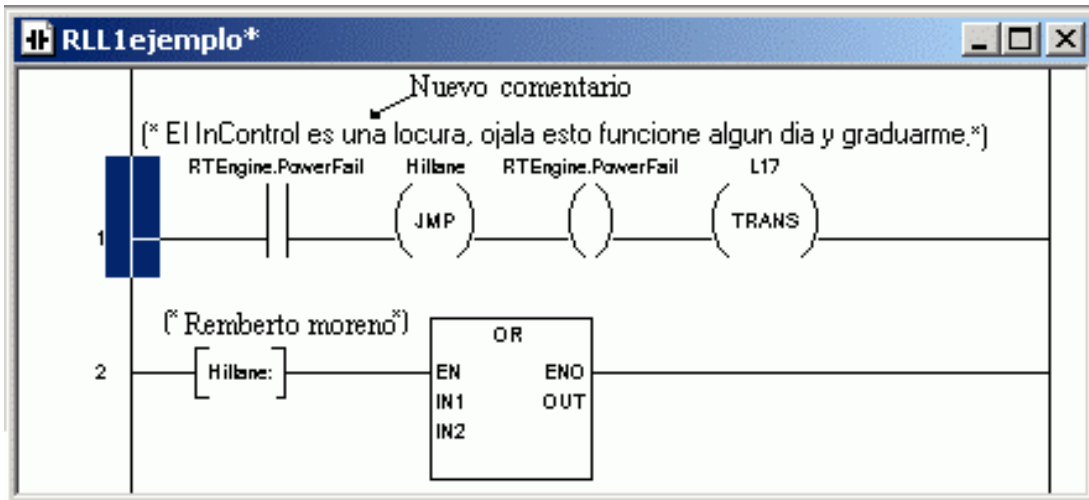 RLL1ejemplo*
Nuevo comentario
(* El InControl es una locura, ojala esto funcione algun dia y graduarme.*)
RTEngine.PowerFail Hillane RTEngine.PowerFail L17
JMP TRANS
1
(* Remberto moreno*)
OR
2 Hillane: EN ENO
IN1 OUT
IN2